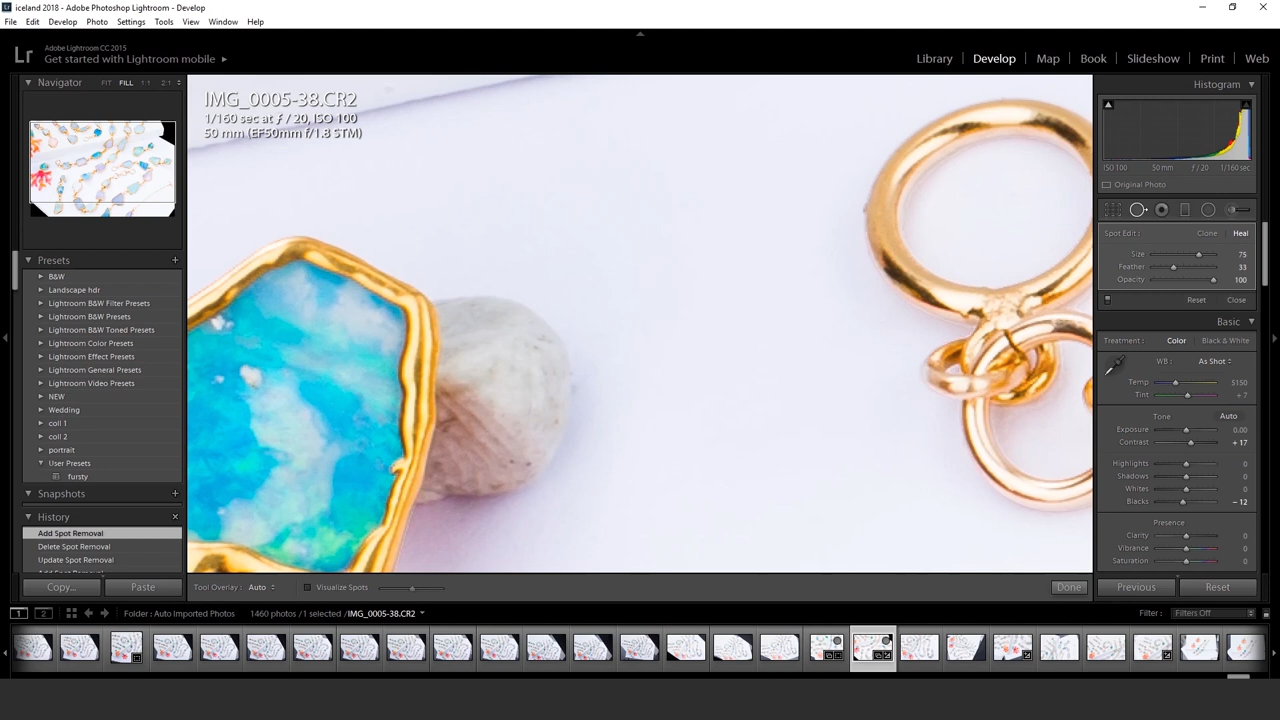 iceland 2018 - Adobe Photoshop Lightroom - Develop
File Edit Develop Photo Settings Tools View Window Help
Lr
Adobe Lightroom CC 2015
Get started with Lightroom mobile
Library Develop Map Book Slideshow Print Web
Navigator FIT FILL 1:1 2:1
Presets
B&W
Landscape hdr
Lightroom B&W Filter Presets
Lightroom B&W Presets
Lightroom B&W Toned Presets
Lightroom Color Presets
Lightroom Effect Presets
Lightroom General Presets
Lightroom Video Presets
NEW
Wedding
coll 1
coll 2
portrait
User Presets
fursty
Snapshots
History
Add Spot Removal
Delete Spot Removal
Update Spot Removal
Add Spot Removal
Copy... Paste
IMG_0005-38.CR2
1/160 sec at ƒ / 20, ISO 100
50 mm (EF50mm f/1.8 STM)
Tool Overlay: Auto Visualize Spots Done
Histogram
ISO 100 50 mm ƒ / 20 1/160 sec
Original Photo
Spot Edit: Clone Heal
Size 75
Feather 33
Opacity 100
Reset Close
Basic
Treatment: Color Black & White
WB: As Shot
Temp 5150
Tint + 7
Tone Auto
Exposure 0.00
Contrast + 17
Highlights 0
Shadows 0
Whites 0
Blacks − 12
Presence
Clarity 0
Vibrance 0
Saturation 0
Previous Reset
1 2 Folder : Auto Imported Photos 1460 photos / 1 selected / IMG_0005-38.CR2 Filter : Filters Off